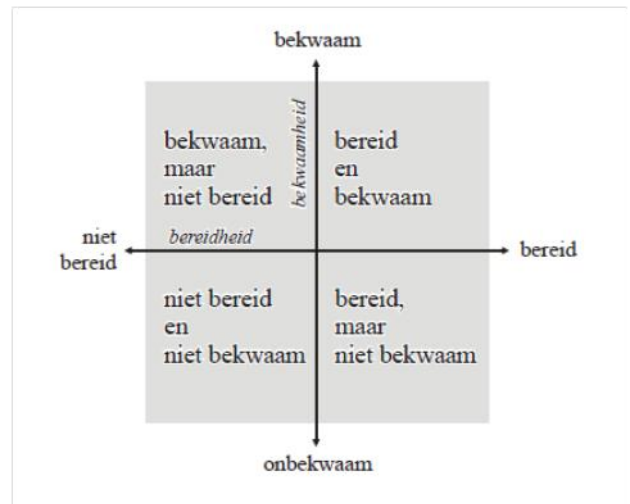 bekwaam
bekwaamheid
bekwaam,
maar
niet bereid
bereid
en
bekwaam
niet
bereid
bereidheid
bereid
niet bereid
en
niet bekwaam
bereid,
maar
niet bekwaam
onbekwaam